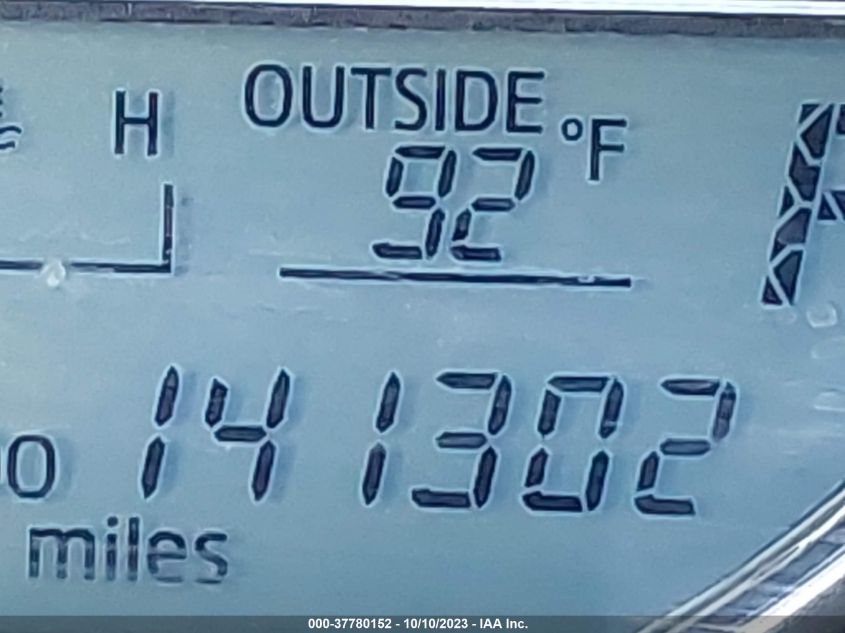 H OUTSIDE
92 °F
141302
miles
000-37780152 - 10/10/2023 - IAA Inc.